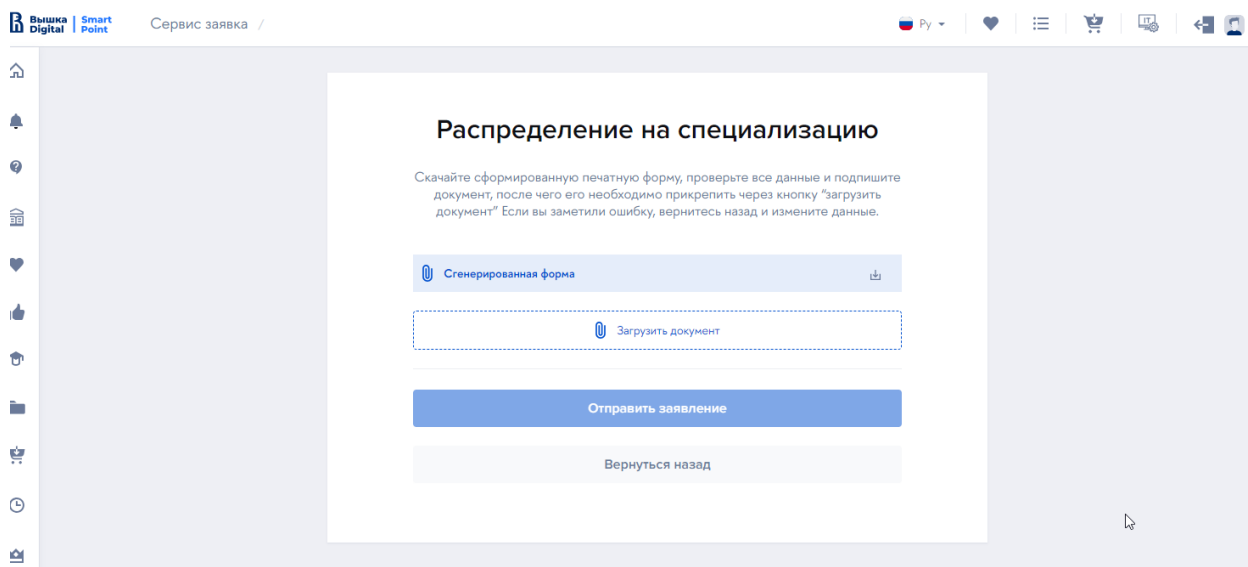 Вышка Digital
Smart Point
Сервис заявка /
Ру
Распределение на специализацию
Скачайте сформированную печатную форму, проверьте все данные и подпишите
документ, после чего его необходимо прикрепить через кнопку “загрузить
документ” Если вы заметили ошибку, вернитесь назад и измените данные.
Сгенерированная форма
Загрузить документ
Отправить заявление
Вернуться назад